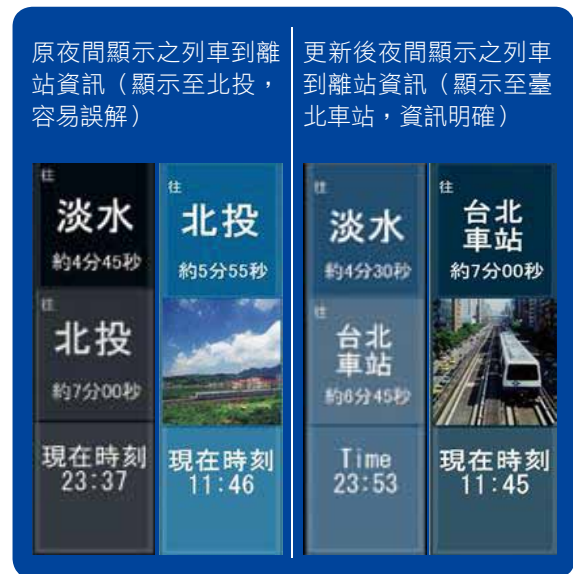 原夜間顯示之列車到離
站資訊（顯示至北投，
容易誤解）
往
淡水
約4分45秒
往
北投
約7分00秒
現在時刻
23:37
往
北投
約5分55秒
現在時刻
11:46
更新後夜間顯示之列車
到離站資訊（顯示至臺
北車站，資訊明確）
往
淡水
約4分30秒
往
台北
車站
約6分45秒
Time
23:53
往
台北
車站
約7分00秒
現在時刻
11:45